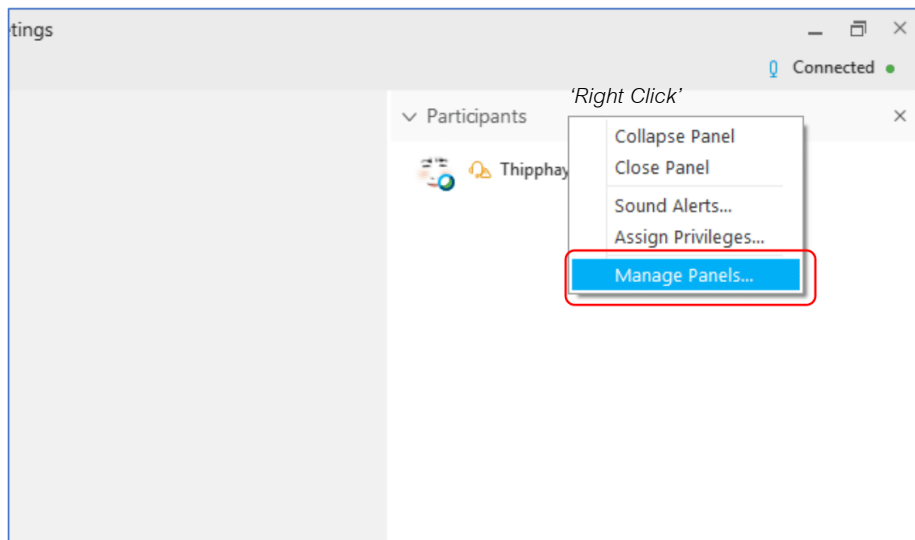 tings
Connected
'Right Click'
Participants
Collapse Panel
Thipphay
Close Panel
Sound Alerts...
Assign Privileges...
Manage Panels...